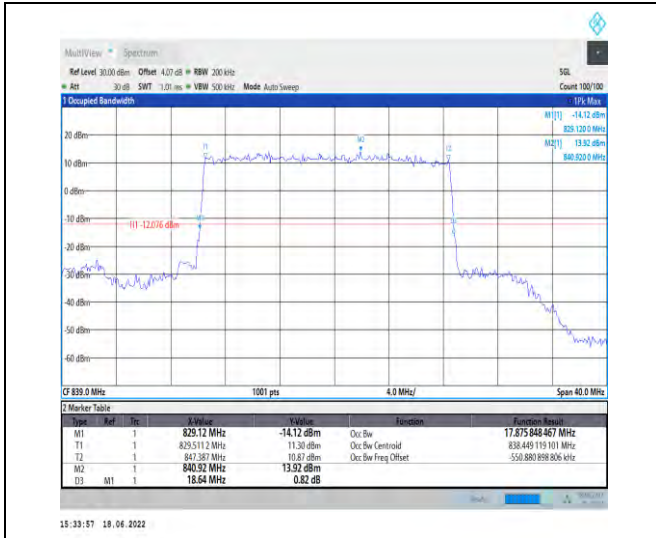 MultiView Spectrum
Ref Level 30.00 dBm Offset 4.07 dB RBW 200 kHz SGL
Att 30 dB SWT 1.01 ms VBW 500 kHz Mode Auto Sweep Count 100/100
1 Occupied Bandwidth 1Pk Max
M1[1] -14.12 dBm
829.120 0 MHz
M2[1] 13.92 dBm
840.920 0 MHz
20 dBm
T1
M2
T2
10 dBm
0 dBm
-10 dBm
H1 -12.076 dBm
-20 dBm
-30 dBm
-40 dBm
-50 dBm
-60 dBm
CF 839.0 MHz 1001 pts 4.0 MHz/ Span 40.0 MHz
2 Marker Table
Type Ref Trc X-Value Y-Value Function Function Result
M1 1 829.12 MHz -14.12 dBm Occ Bw 17.875 848 467 MHz
T1 1 829.511 2 MHz 11.30 dBm Occ Bw Centroid 838.449 119 101 MHz
T2 1 847.387 MHz 10.87 dBm Occ Bw Freq Offset -550.880 898 806 kHz
M2 1 840.92 MHz 13.92 dBm
D3 M1 1 18.64 MHz 0.82 dB
15:33:57 18.06.2022